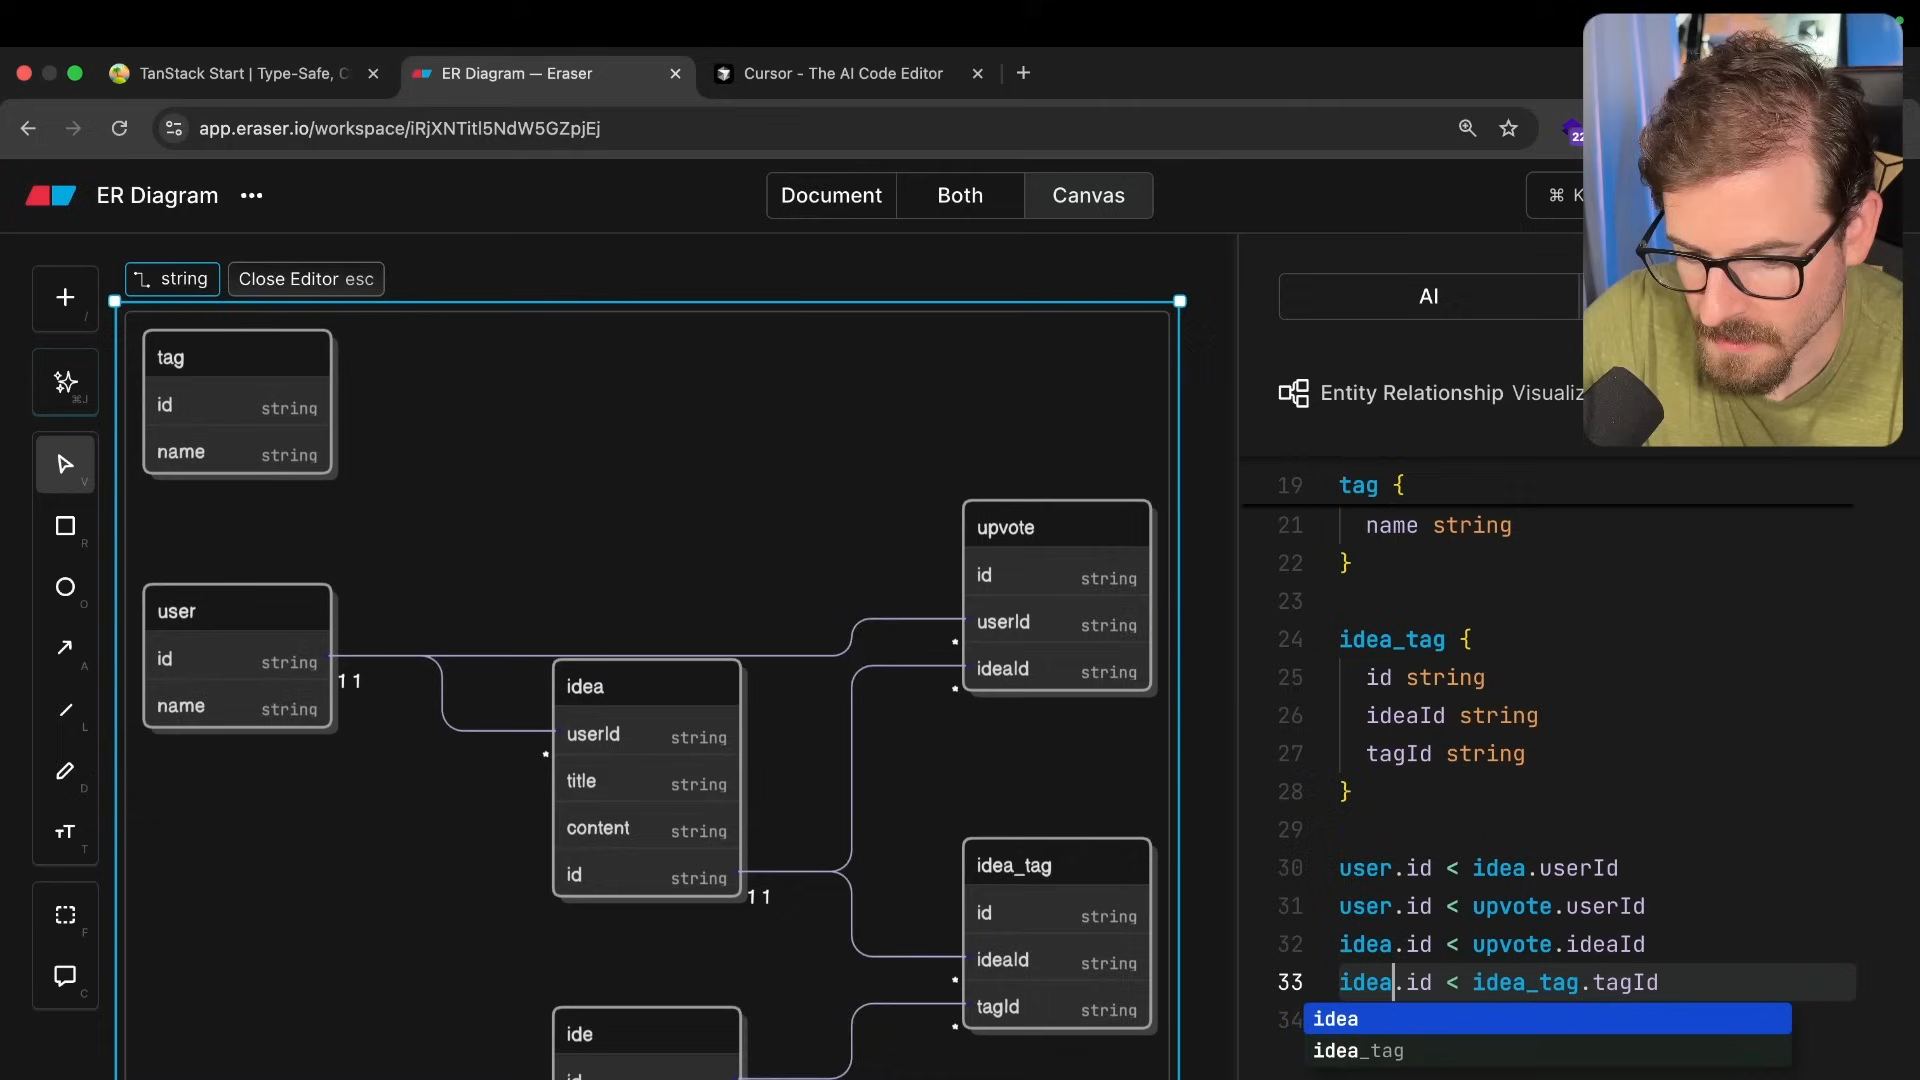 TanStack Start | Type-Safe, C
ER Diagram — Eraser
Cursor - The AI Code Editor
app.eraser.io/workspace/iRjXNTitl5NdW5GZpjEj
22
ER Diagram
Document
Both
Canvas
⌘ K
string
Close Editor esc
/
⌘J
V
R
O
A
L
D
T
F
C
tag
id string
name string
user
id string
name string
1 1
*
idea
userId string
title string
content string
id string
1 1
upvote
id string
userId string
ideaId string
*
*
idea_tag
id string
ideaId string
tagId string
*
*
ide
AI
Entity Relationship Visualiz
19 tag {
21 name string
22 }
23
24 idea_tag {
25 id string
26 ideaId string
27 tagId string
28 }
29
30 user.id < idea.userId
31 user.id < upvote.userId
32 idea.id < upvote.ideaId
33 idea.id < idea_tag.tagId
34
idea
idea_tag